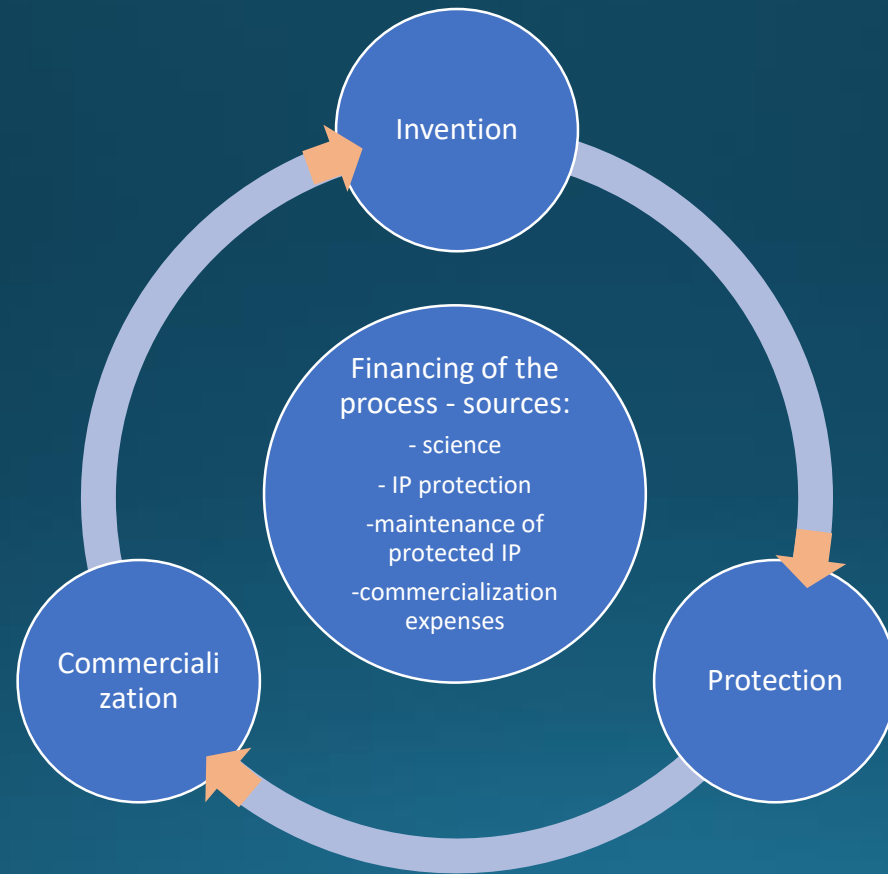 Invention
Financing of the
process - sources:
- science
- IP protection
-maintenance of
protected IP
-commercialization
expenses
Commerciali
zation
Protection